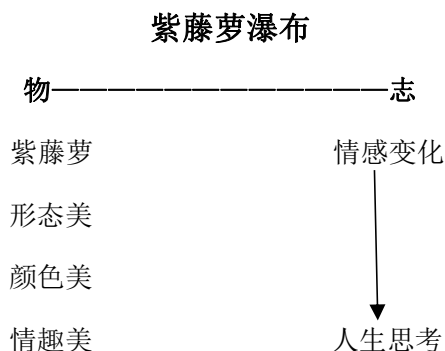 紫藤萝瀑布
物————————————志
紫藤萝 情感变化
形态美
颜色美
情趣美 人生思考